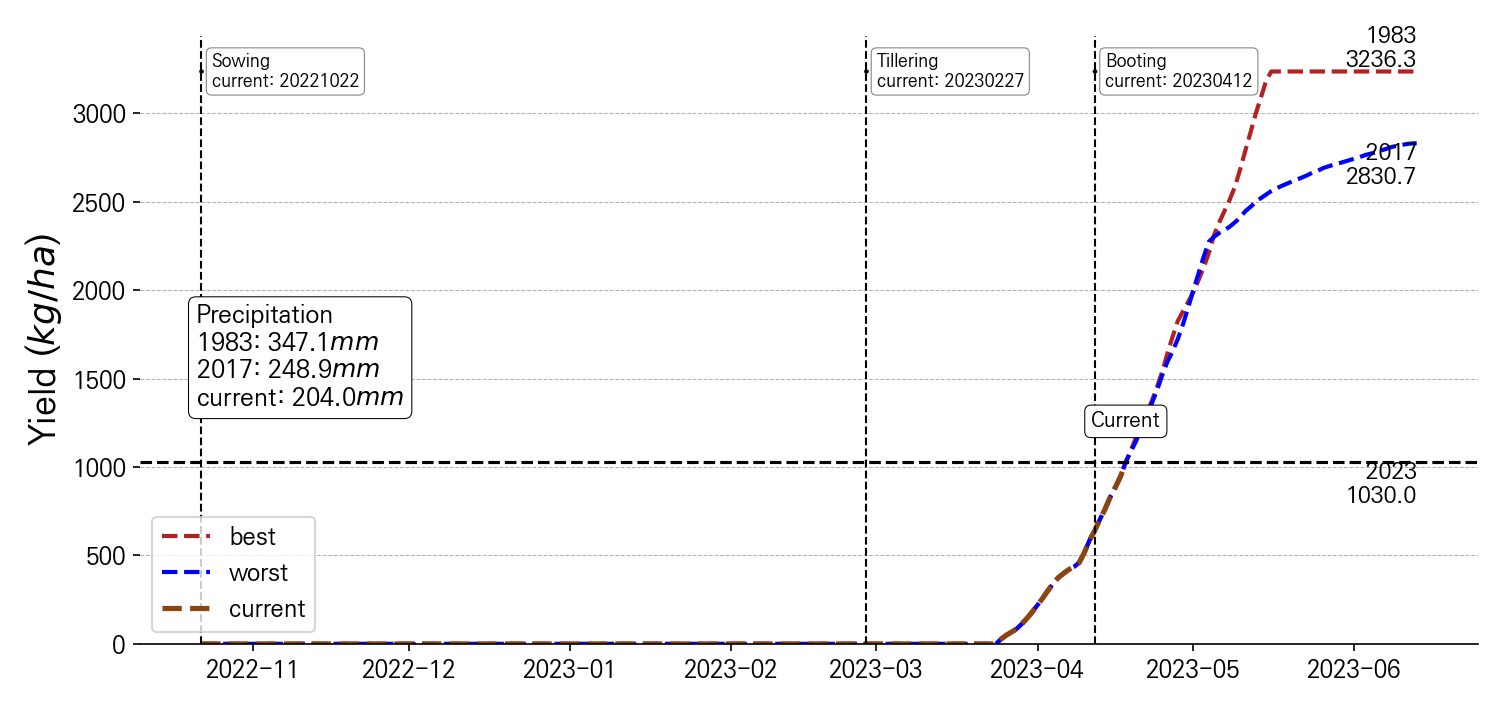 1983
3236.3
Sowing
current: 20221022
Tillering
current: 20230227
Booting
current: 20230412
3000
2017
2830.7
2500
Yield (kg/ha)
2000
Precipitation
1983: 347.1mm
2017: 248.9mm
current: 204.0mm
1500
Current
1000
2023
1030.0
500
best
worst
current
0
2022-11
2022-12
2023-01
2023-02
2023-03
2023-04
2023-05
2023-06